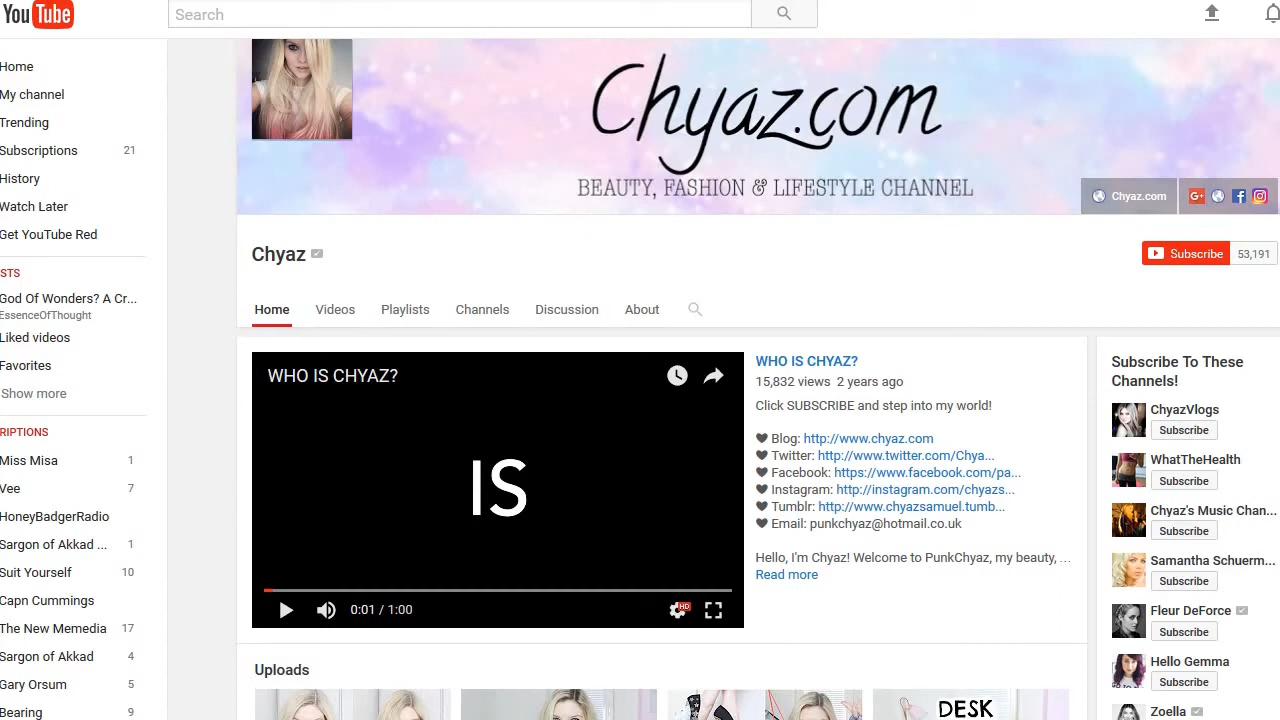 YouTube
Search
Home
My channel
Trending
Subscriptions 21
History
Watch Later
Get YouTube Red
STS
God Of Wonders? A Cr...
EssenceOfThought
Liked videos
Favorites
Show more
RIPTIONS
Miss Misa 1
Vee 7
HoneyBadgerRadio
Sargon of Akkad ... 1
Suit Yourself 10
Capn Cummings
The New Memedia 17
Sargon of Akkad 4
Gary Orsum 5
Bearing 9
Chyaz.com
BEAUTY, FASHION & LIFESTYLE CHANNEL
Chyaz.com
Chyaz
Subscribe 53,191
Home Videos Playlists Channels Discussion About
WHO IS CHYAZ?
IS
0:01 / 1:00
HD
WHO IS CHYAZ?
15,832 views 2 years ago
Click SUBSCRIBE and step into my world!
♥ Blog: http://www.chyaz.com
♥ Twitter: http://www.twitter.com/Chya...
♥ Facebook: https://www.facebook.com/pa...
♥ Instagram: http://instagram.com/chyazs...
♥ Tumblr: http://www.chyazsamuel.tumb...
♥ Email: punkchyaz@hotmail.co.uk
Hello, I'm Chyaz! Welcome to PunkChyaz, my beauty, ...
Read more
Uploads
DESK
Subscribe To These
Channels!
ChyazVlogs
Subscribe
WhatTheHealth
Subscribe
Chyaz's Music Chan...
Subscribe
Samantha Schuerm...
Subscribe
Fleur DeForce
Subscribe
Hello Gemma
Subscribe
Zoella